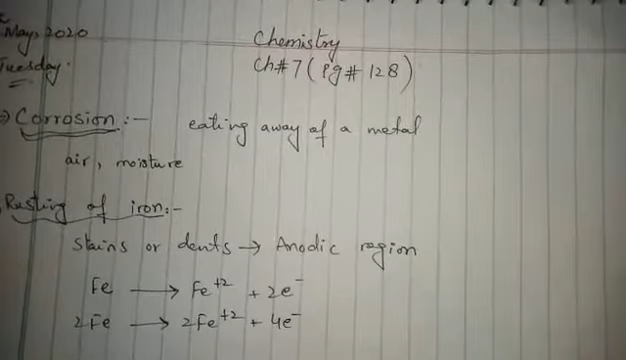 May, 2020
Tuesday.
Chemistry
Ch#7 (Pg# 128)
⇒ Corrosion :- eating away of a metal
air, moisture
Rusting of iron:-
Stains or dents → Anodic region
Fe → Fe⁺² + 2e⁻
2Fe → 2Fe⁺² + 4e⁻